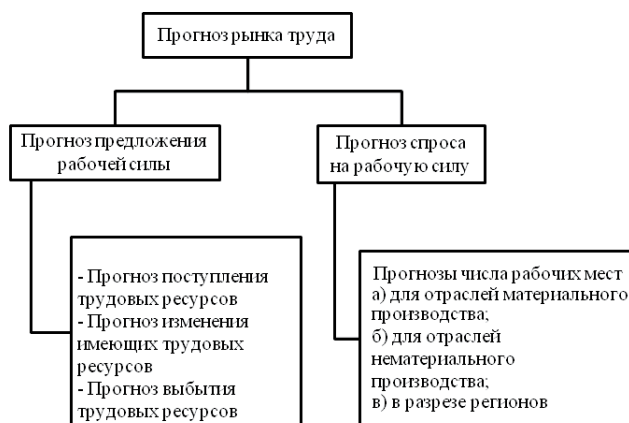 Прогноз рынка труда
Прогноз предложения
рабочей силы
Прогноз спроса
на рабочую силу
- Прогноз поступления
трудовых ресурсов
- Прогноз изменения
имеющих трудовых
ресурсов
- Прогноз выбытия
трудовых ресурсов
Прогнозы числа рабочих мест
а) для отраслей материального
производства;
б) для отраслей
нематериального
производства;
в) в разрезе регионов